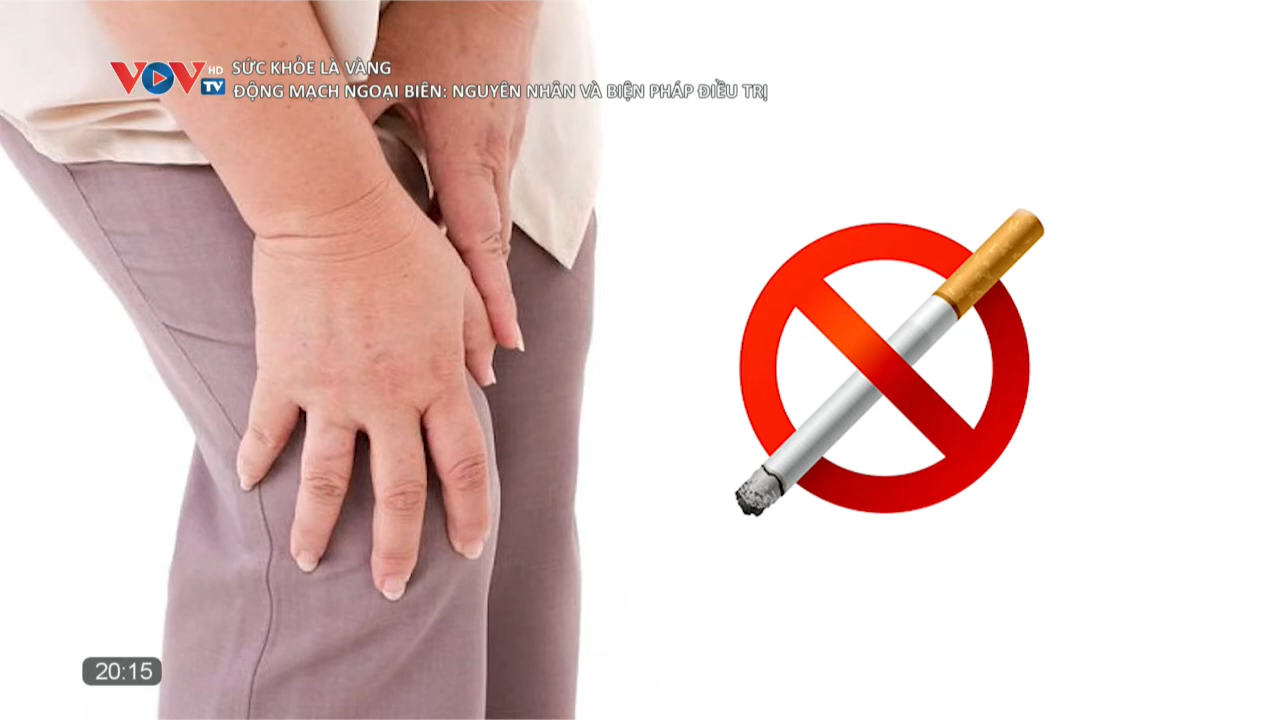 VOV HD TV
SỨC KHỎE LÀ VÀNG
ĐỘNG MẠCH NGOẠI BIÊN: NGUYÊN NHÂN VÀ BIỆN PHÁP ĐIỀU TRỊ
20:15